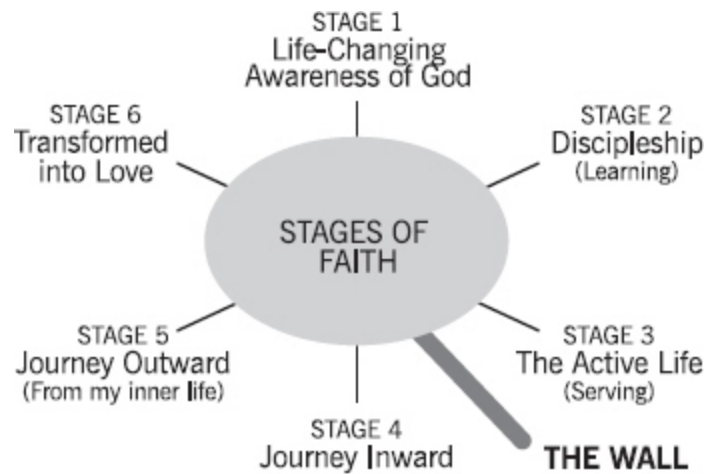 STAGE 1
Life-Changing
Awareness of God
STAGE 2
Discipleship
(Learning)
STAGE 3
The Active Life
(Serving)
THE WALL
STAGE 4
Journey Inward
STAGE 5
Journey Outward
(From my inner life)
STAGE 6
Transformed
into Love
STAGES OF
FAITH